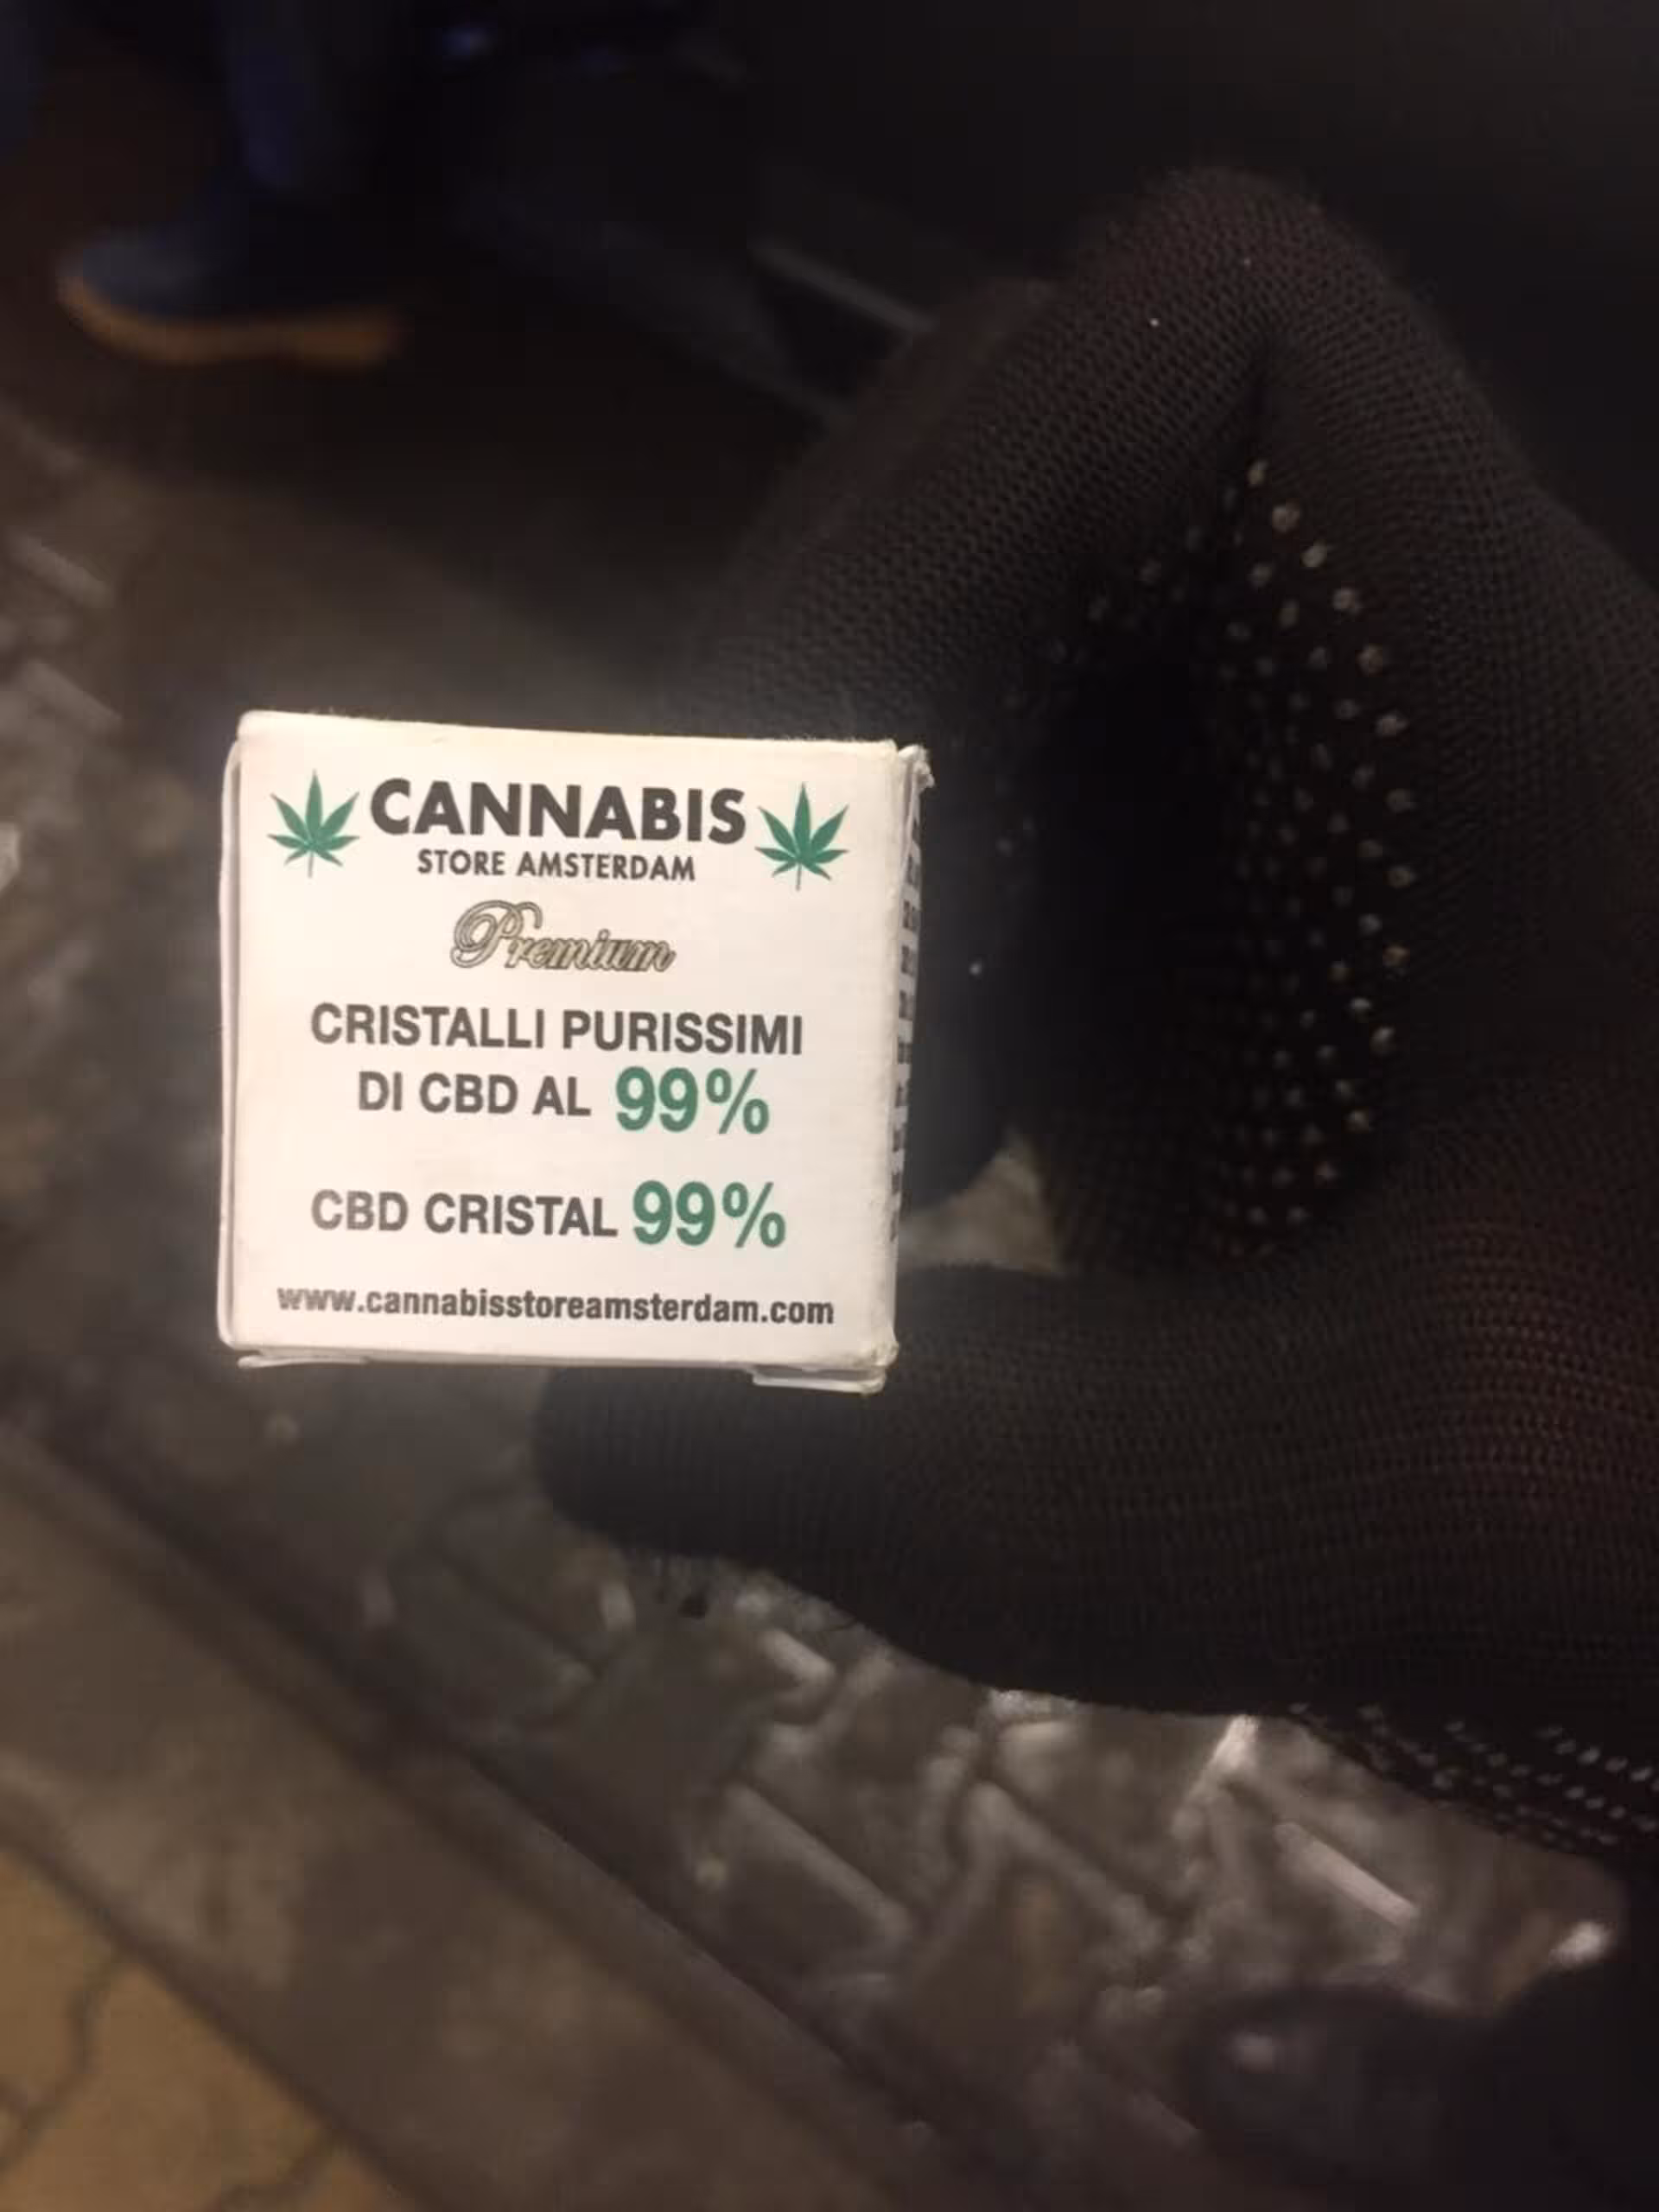 CANNABIS
STORE AMSTERDAM
Premium
CRISTALLI PURISSIMI
DI CBD AL 99%
CBD CRISTAL 99%
www.cannabisstoreamsterdam.com